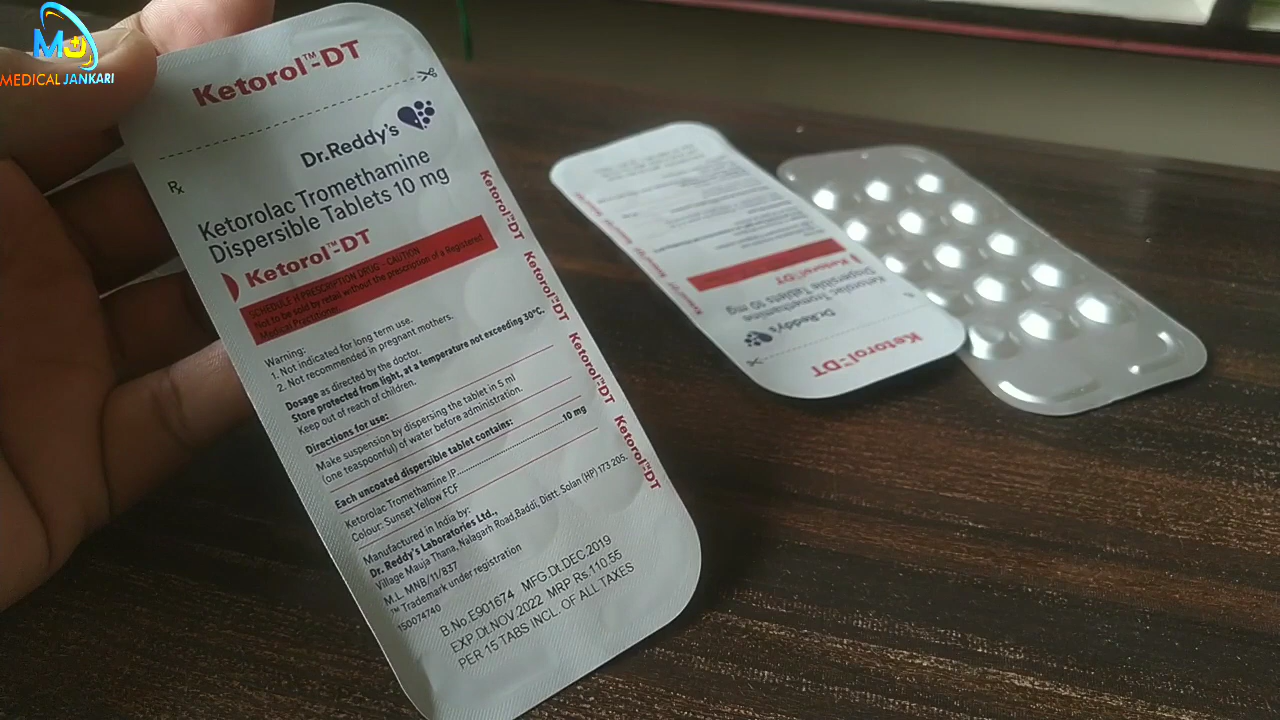 MJ
MEDICAL JANKARI
Ketorol™-DT
Dr.Reddy's
Rx
Ketorolac Tromethamine
Dispersible Tablets 10 mg
Ketorol™-DT
SCHEDULE H PRESCRIPTION DRUG - CAUTION
Not to be sold by retail without the prescription of a Registered
Medical Practitioner.
Warning:
1. Not indicated for long term use.
2. Not recommended in pregnant mothers.
Dosage as directed by the doctor.
Store protected from light, at a temperature not exceeding 30°C.
Keep out of reach of children.
Directions for use:
Make suspension by dispersing the tablet in 5 ml
(one teaspoonful) of water before administration.
Each uncoated dispersible tablet contains:
Ketorolac Tromethamine IP..............................10 mg
Colour: Sunset Yellow FCF
Manufactured in India by:
Dr. Reddy's Laboratories Ltd.,
Village Mauja Thana, Nalagarh Road,Baddi, Distt. Solan (HP) 173 205.
M.L. MNB/11/837
™ Trademark under registration
150074740
B.No.E901674 MFG.Dt.DEC.2019
EXP.Dt.NOV.2022 MRP Rs.110.55
PER 15 TABS INCL. OF ALL TAXES
Ketorol™-DT
Ketorol™-DT
Ketorol™-DT
Ketorol™-DT
Ketorol™-DT
Dr.Reddy's
Ketorolac Tromethamine
Dispersible Tablets 10 mg
Ketorol™-DT